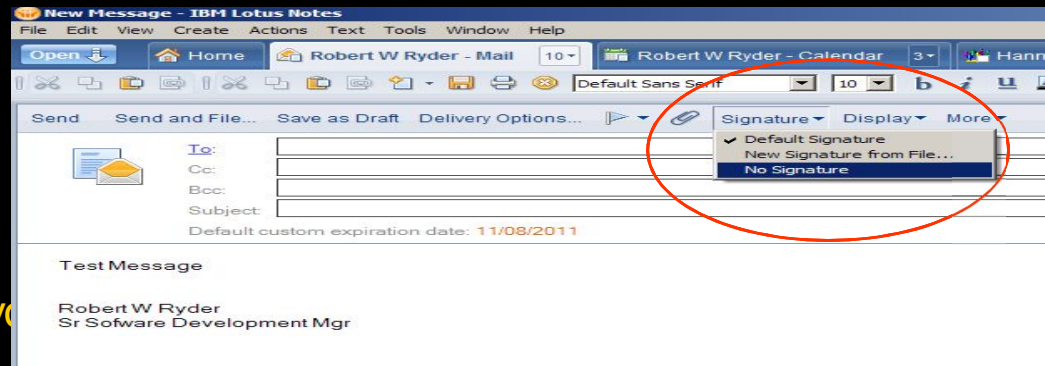 New Message - IBM Lotus Notes
File Edit View Create Actions Text Tools Window Help
Open Home Robert W Ryder - Mail 10 Robert W Ryder - Calendar 3
Default Sans Serif 10 b i u
Send Send and File... Save as Draft Delivery Options... Signature Display More
Default Signature
New Signature from File...
No Signature
To:
Cc:
Bcc:
Subject:
Default custom expiration date: 11/08/2011
Test Message
Robert W Ryder
Sr Sofware Development Mgr